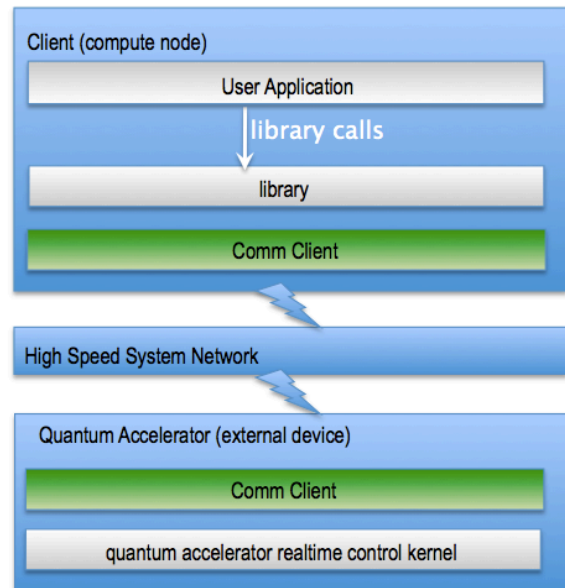 Client (compute node)
User Application
library calls
library
Comm Client
High Speed System Network
Quantum Accelerator (external device)
Comm Client
quantum accelerator realtime control kernel